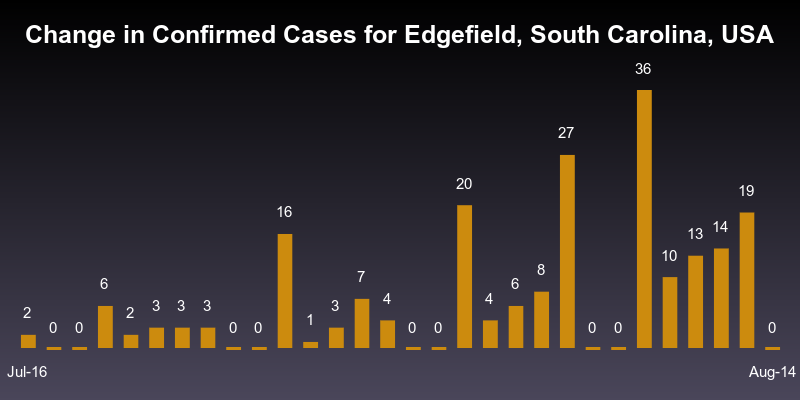 Change in Confirmed Cases for Edgefield, South Carolina, USA
2 0 0 6 2 3 3 3 0 0 16 1 3 7 4 0 0 20 4 6 8 27 0 0 36 10 13 14 19 0
Jul-16 Aug-14